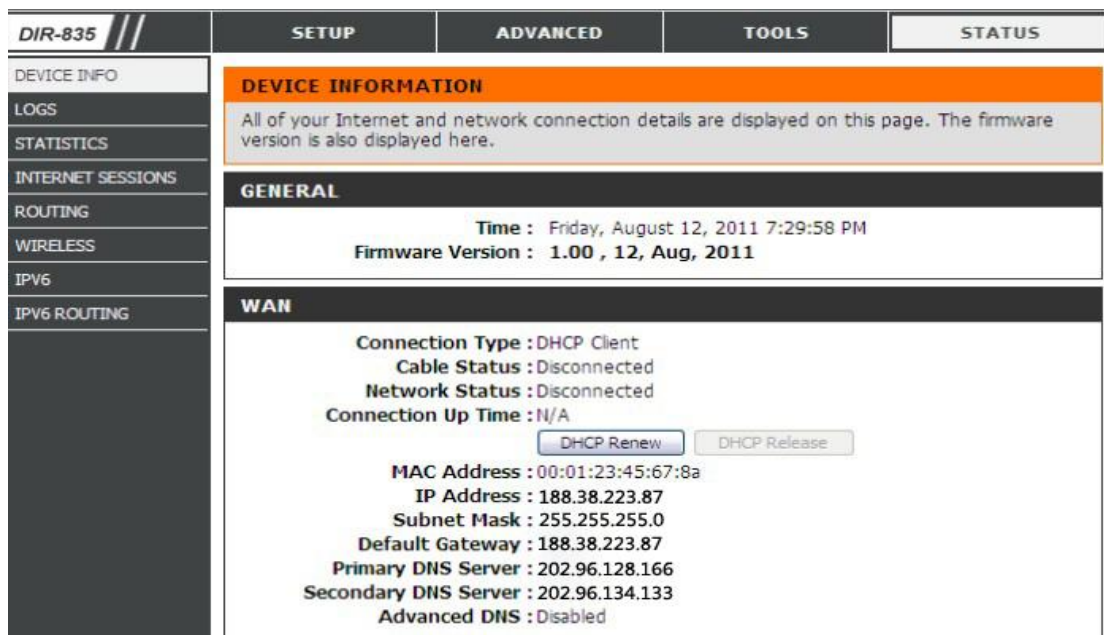 DIR-835 SETUP ADVANCED TOOLS STATUS
DEVICE INFO
LOGS
STATISTICS
INTERNET SESSIONS
ROUTING
WIRELESS
IPV6
IPV6 ROUTING
DEVICE INFORMATION
All of your Internet and network connection details are displayed on this page. The firmware
version is also displayed here.
GENERAL
Time : Friday, August 12, 2011 7:29:58 PM
Firmware Version : 1.00 , 12, Aug, 2011
WAN
Connection Type : DHCP Client
Cable Status : Disconnected
Network Status : Disconnected
Connection Up Time : N/A
DHCP Renew DHCP Release
MAC Address : 00:01:23:45:67:8a
IP Address : 188.38.223.87
Subnet Mask : 255.255.255.0
Default Gateway : 188.38.223.87
Primary DNS Server : 202.96.128.166
Secondary DNS Server : 202.96.134.133
Advanced DNS : Disabled